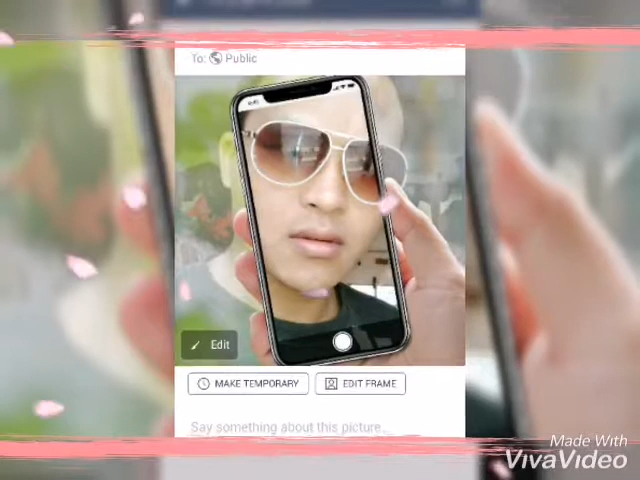 To: Public
Edit
MAKE TEMPORARY
EDIT FRAME
Say something about this picture...
Made With
VivaVideo